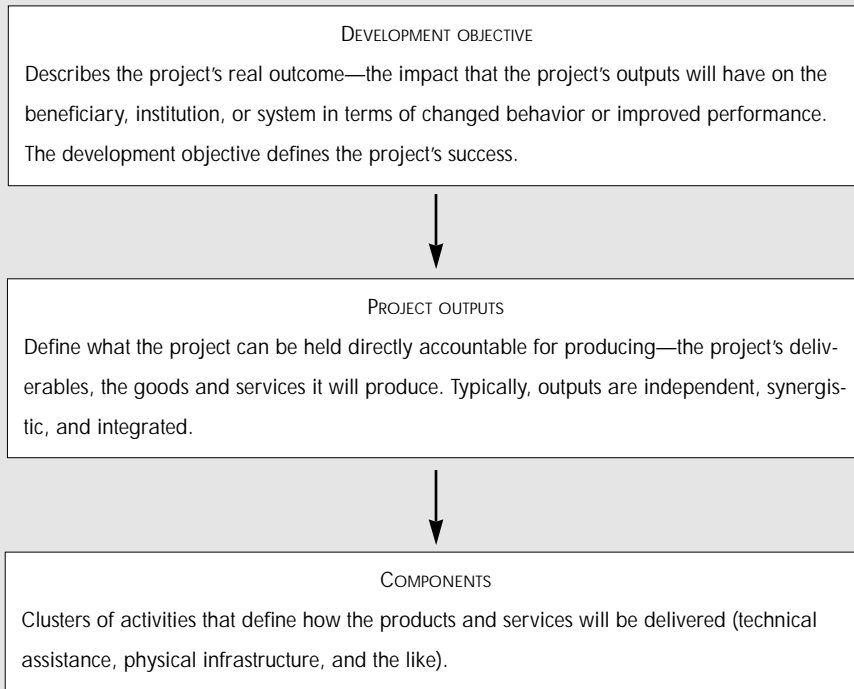 DEVELOPMENT OBJECTIVE
Describes the project's real outcome—the impact that the project's outputs will have on the
beneficiary, institution, or system in terms of changed behavior or improved performance.
The development objective defines the project's success.
PROJECT OUTPUTS
Define what the project can be held directly accountable for producing—the project's deliv-
erables, the goods and services it will produce. Typically, outputs are independent, synergis-
tic, and integrated.
COMPONENTS
Clusters of activities that define how the products and services will be delivered (technical
assistance, physical infrastructure, and the like).